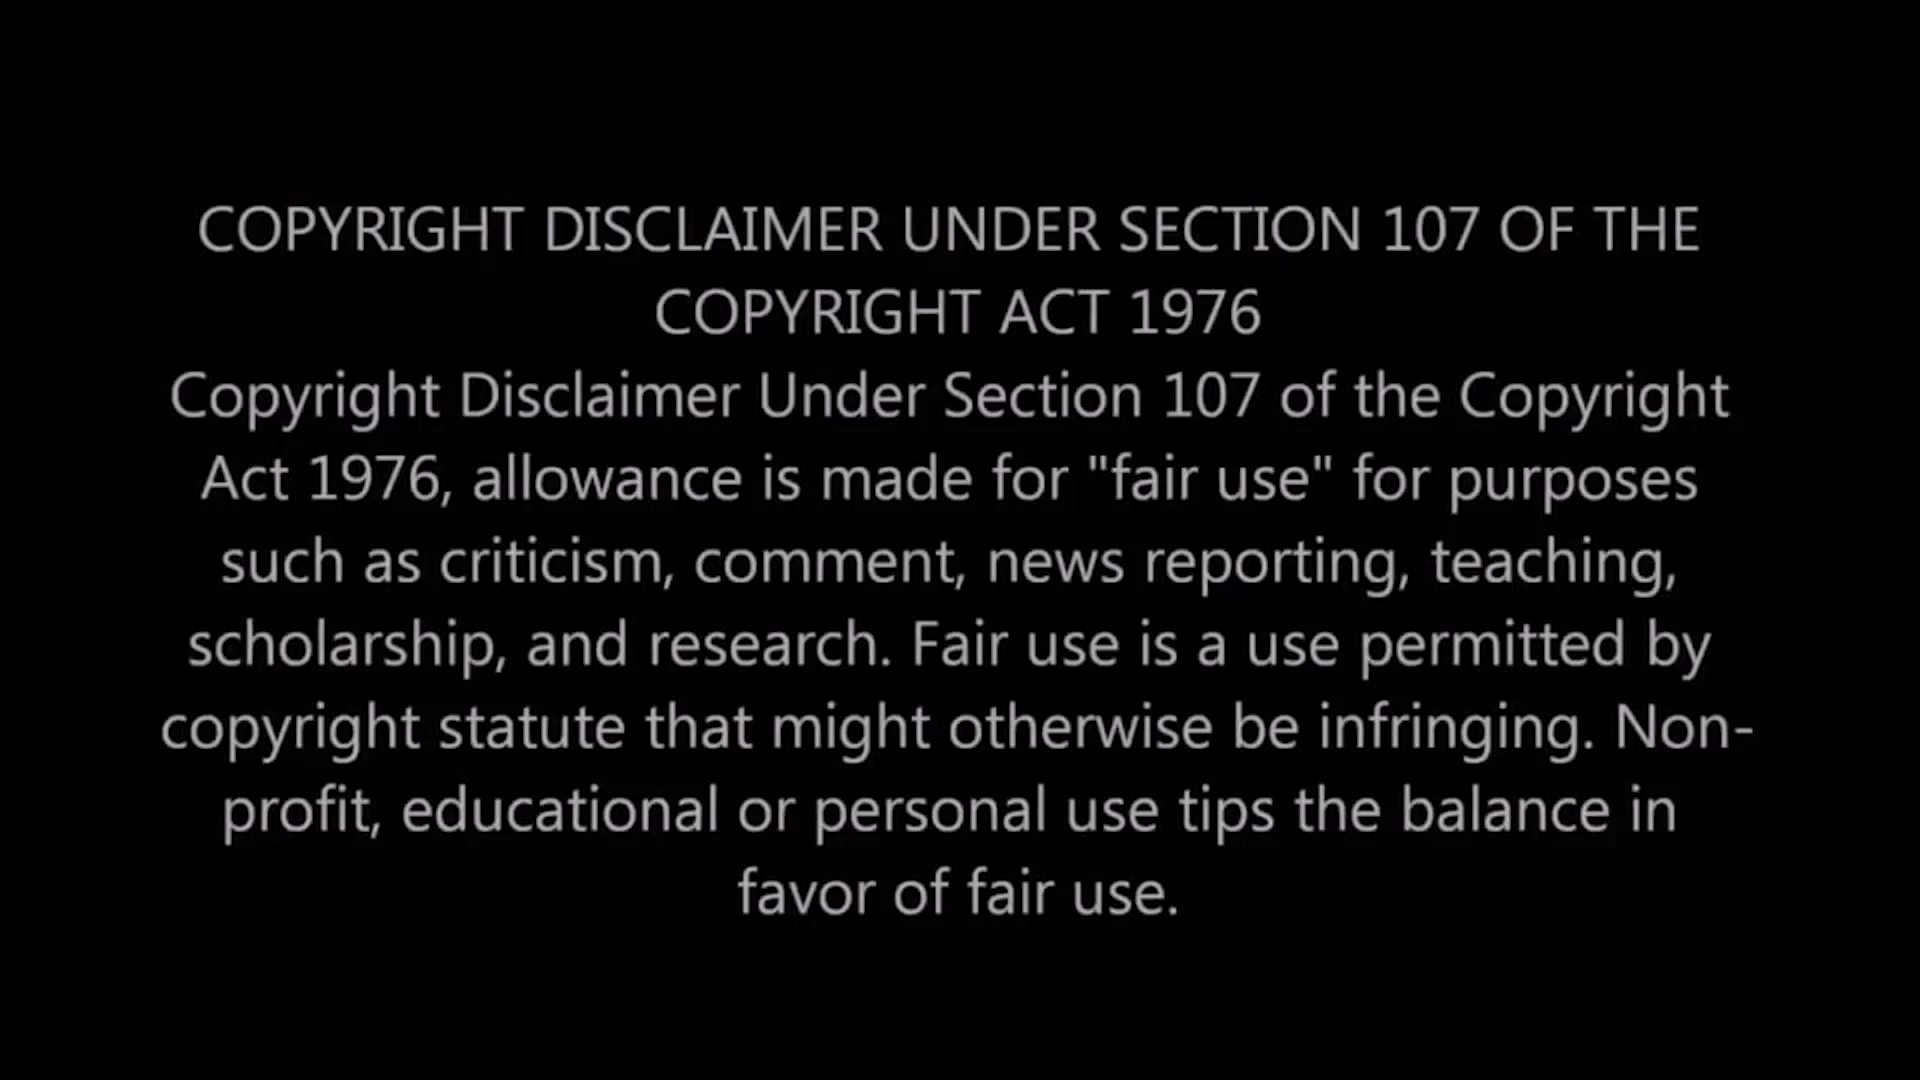 COPYRIGHT DISCLAIMER UNDER SECTION 107 OF THE
COPYRIGHT ACT 1976
Copyright Disclaimer Under Section 107 of the Copyright
Act 1976, allowance is made for "fair use" for purposes
such as criticism, comment, news reporting, teaching,
scholarship, and research. Fair use is a use permitted by
copyright statute that might otherwise be infringing. Non-
profit, educational or personal use tips the balance in
favor of fair use.